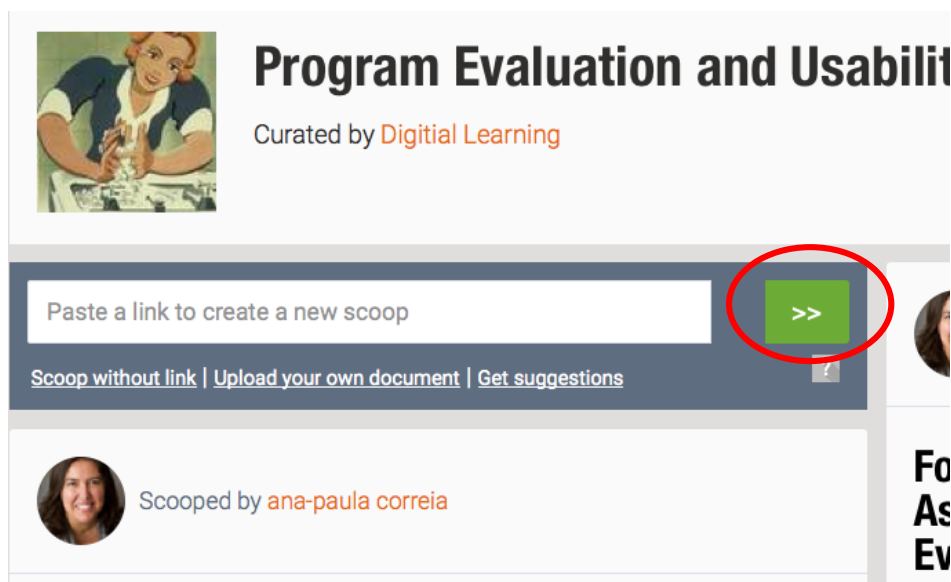 Program Evaluation and Usabilit
Curated by Digitial Learning
Paste a link to create a new scoop
>>
Scoop without link | Upload your own document | Get suggestions
?
Scooped by ana-paula correia
Fo
As
Ev